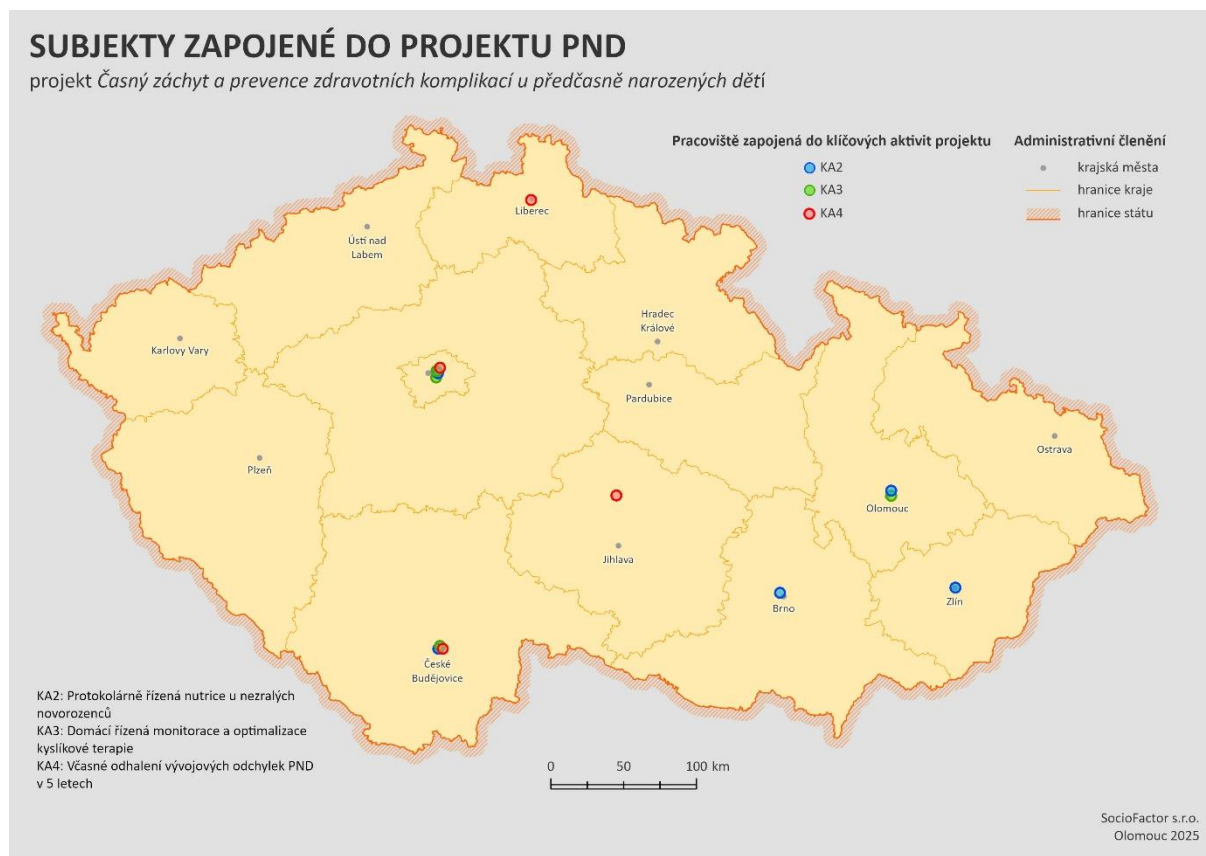 SUBJEKTY ZAPOJENÉ DO PROJEKTU PND
projekt Časný záchyt a prevence zdravotních komplikací u předčasně narozených dětí
Pracoviště zapojená do klíčových aktivit projektu
KA2
KA3
KA4
Administrativní členění
krajská města
hranice kraje
hranice státu
Liberec
Ústí nad
Labem
Hradec
Králové
Karlovy Vary
Pardubice
Ostrava
Plzeň
Olomouc
Jihlava
Brno
Zlín
České
Budějovice
KA2: Protokolárně řízená nutrice u nezralých
novorozenců
KA3: Domácí řízená monitorace a optimalizace
kyslíkové terapie
KA4: Včasné odhalení vývojových odchylek PND
v 5 letech
0 50 100 km
SocioFactor s.r.o.
Olomouc 2025